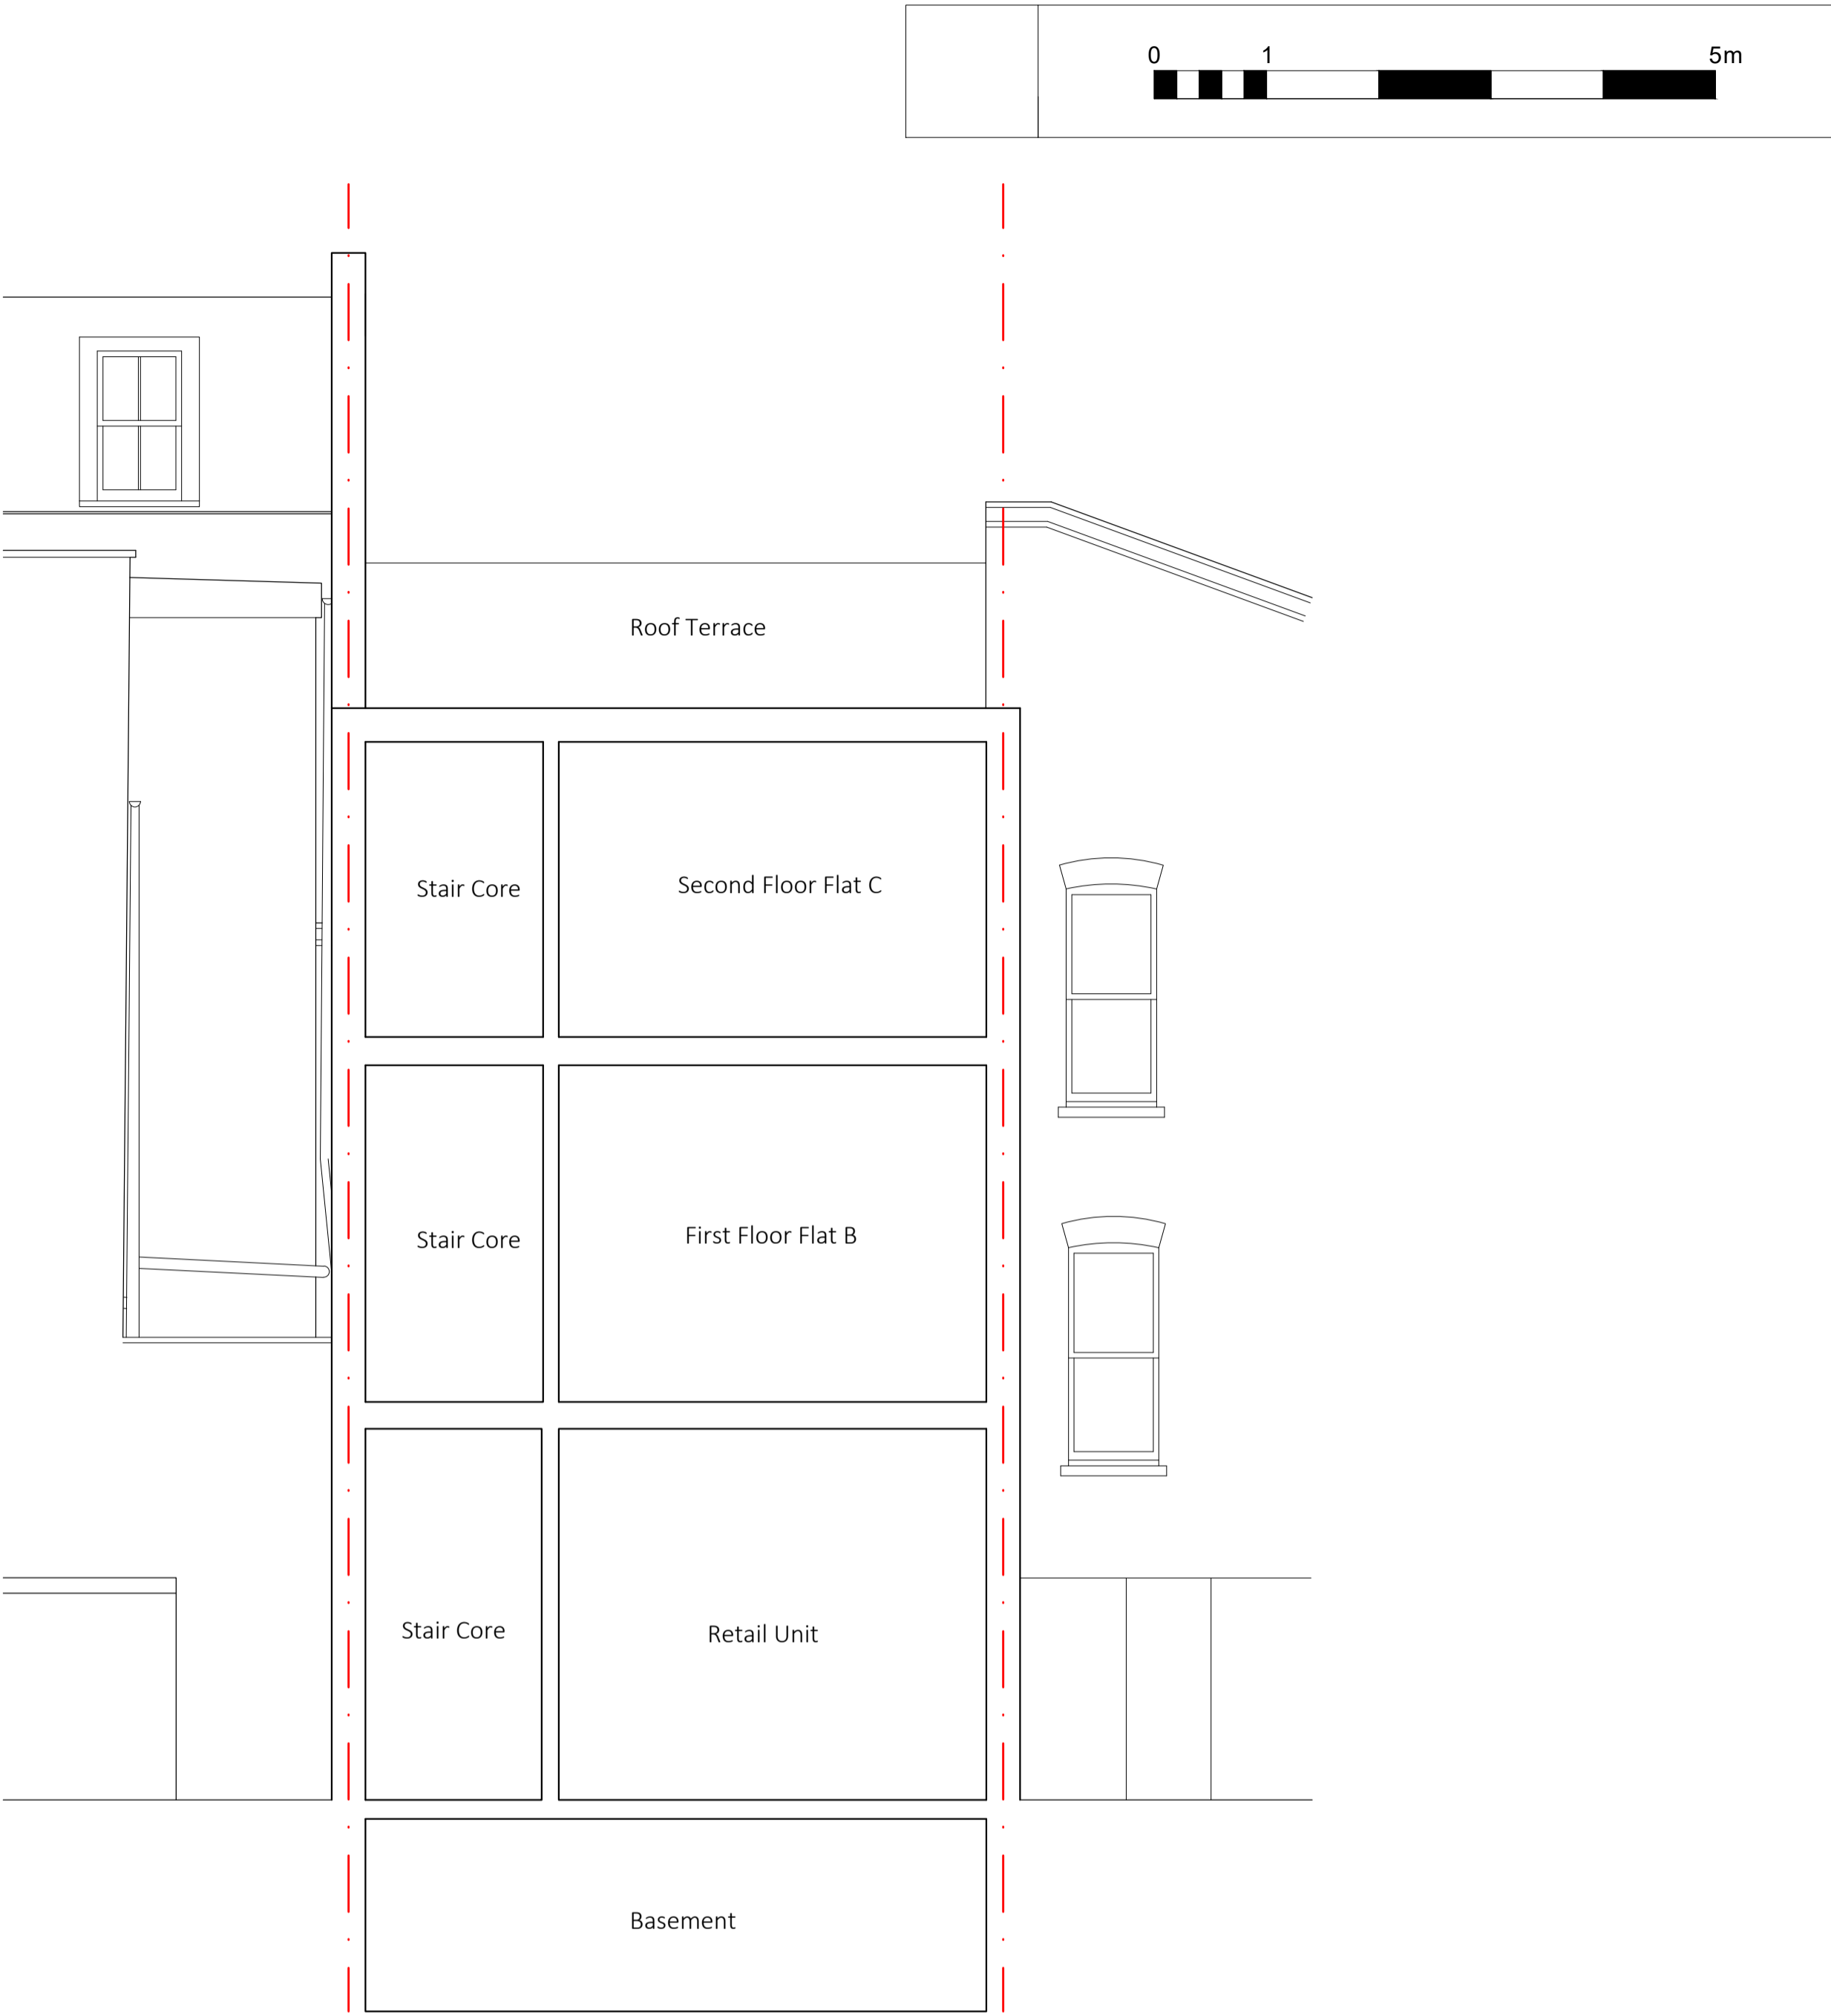 0 1 5m
Roof Terrace
Stair Core
Second Floor Flat C
Stair Core
First Floor Flat B
Stair Core
Retail Unit
Basement